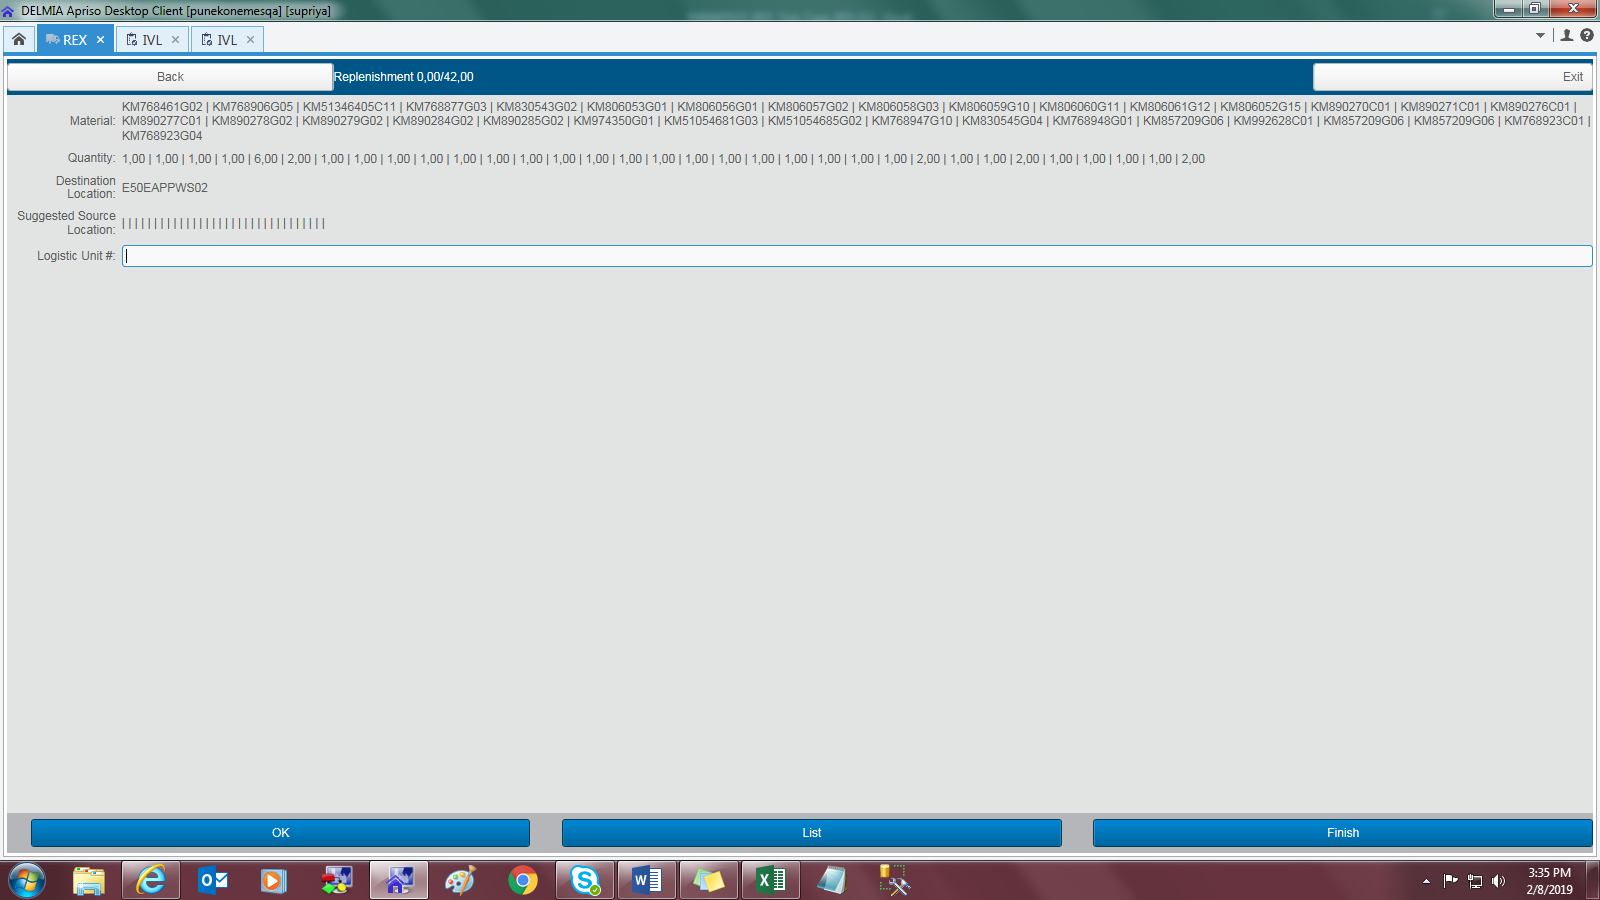 DELMIA Apriso Desktop Client [punekonemesqa] [supriya]
REX IVL IVL
Back Replenishment 0,00/42,00 Exit
KM768461G02 | KM768906G05 | KM51346405C11 | KM768877G03 | KM830543G02 | KM806053G01 | KM806056G01 | KM806057G02 | KM806058G03 | KM806059G10 | KM806060G11 | KM806061G12 | KM806052G15 | KM890270C01 | KM890271C01 | KM890276C01 |
Material: KM890277C01 | KM890278G02 | KM890279G02 | KM890284G02 | KM890285G02 | KM974350G01 | KM51054681G03 | KM51054685G02 | KM768947G10 | KM830545G04 | KM768948G01 | KM857209G06 | KM992628C01 | KM857209G06 | KM857209G06 | KM768923C01 |
KM768923G04
Quantity: 1,00 | 1,00 | 1,00 | 1,00 | 6,00 | 2,00 | 1,00 | 1,00 | 1,00 | 1,00 | 1,00 | 1,00 | 1,00 | 1,00 | 1,00 | 1,00 | 1,00 | 1,00 | 1,00 | 1,00 | 1,00 | 1,00 | 1,00 | 1,00 | 2,00 | 1,00 | 1,00 | 2,00 | 1,00 | 1,00 | 1,00 | 1,00 | 2,00
Destination
Location: E50EAPPWS02
Suggested Source
Location: | | | | | | | | | | | | | | | | | | | | | | | | | | | | | | | |
Logistic Unit #:
OK List Finish
3:35 PM
2/8/2019